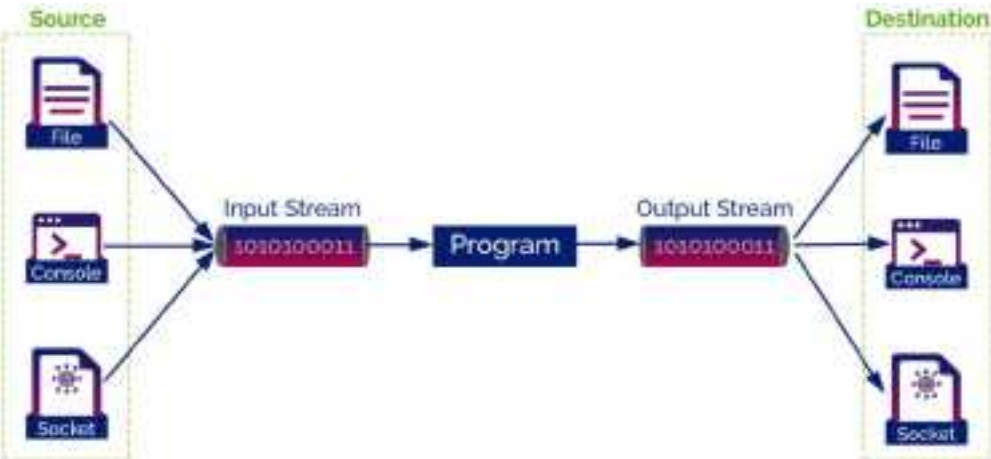 Source
Destination
File
File
Input Stream
Output Stream
1010100011
Program
1010100011
Console
Console
Socket
Socket